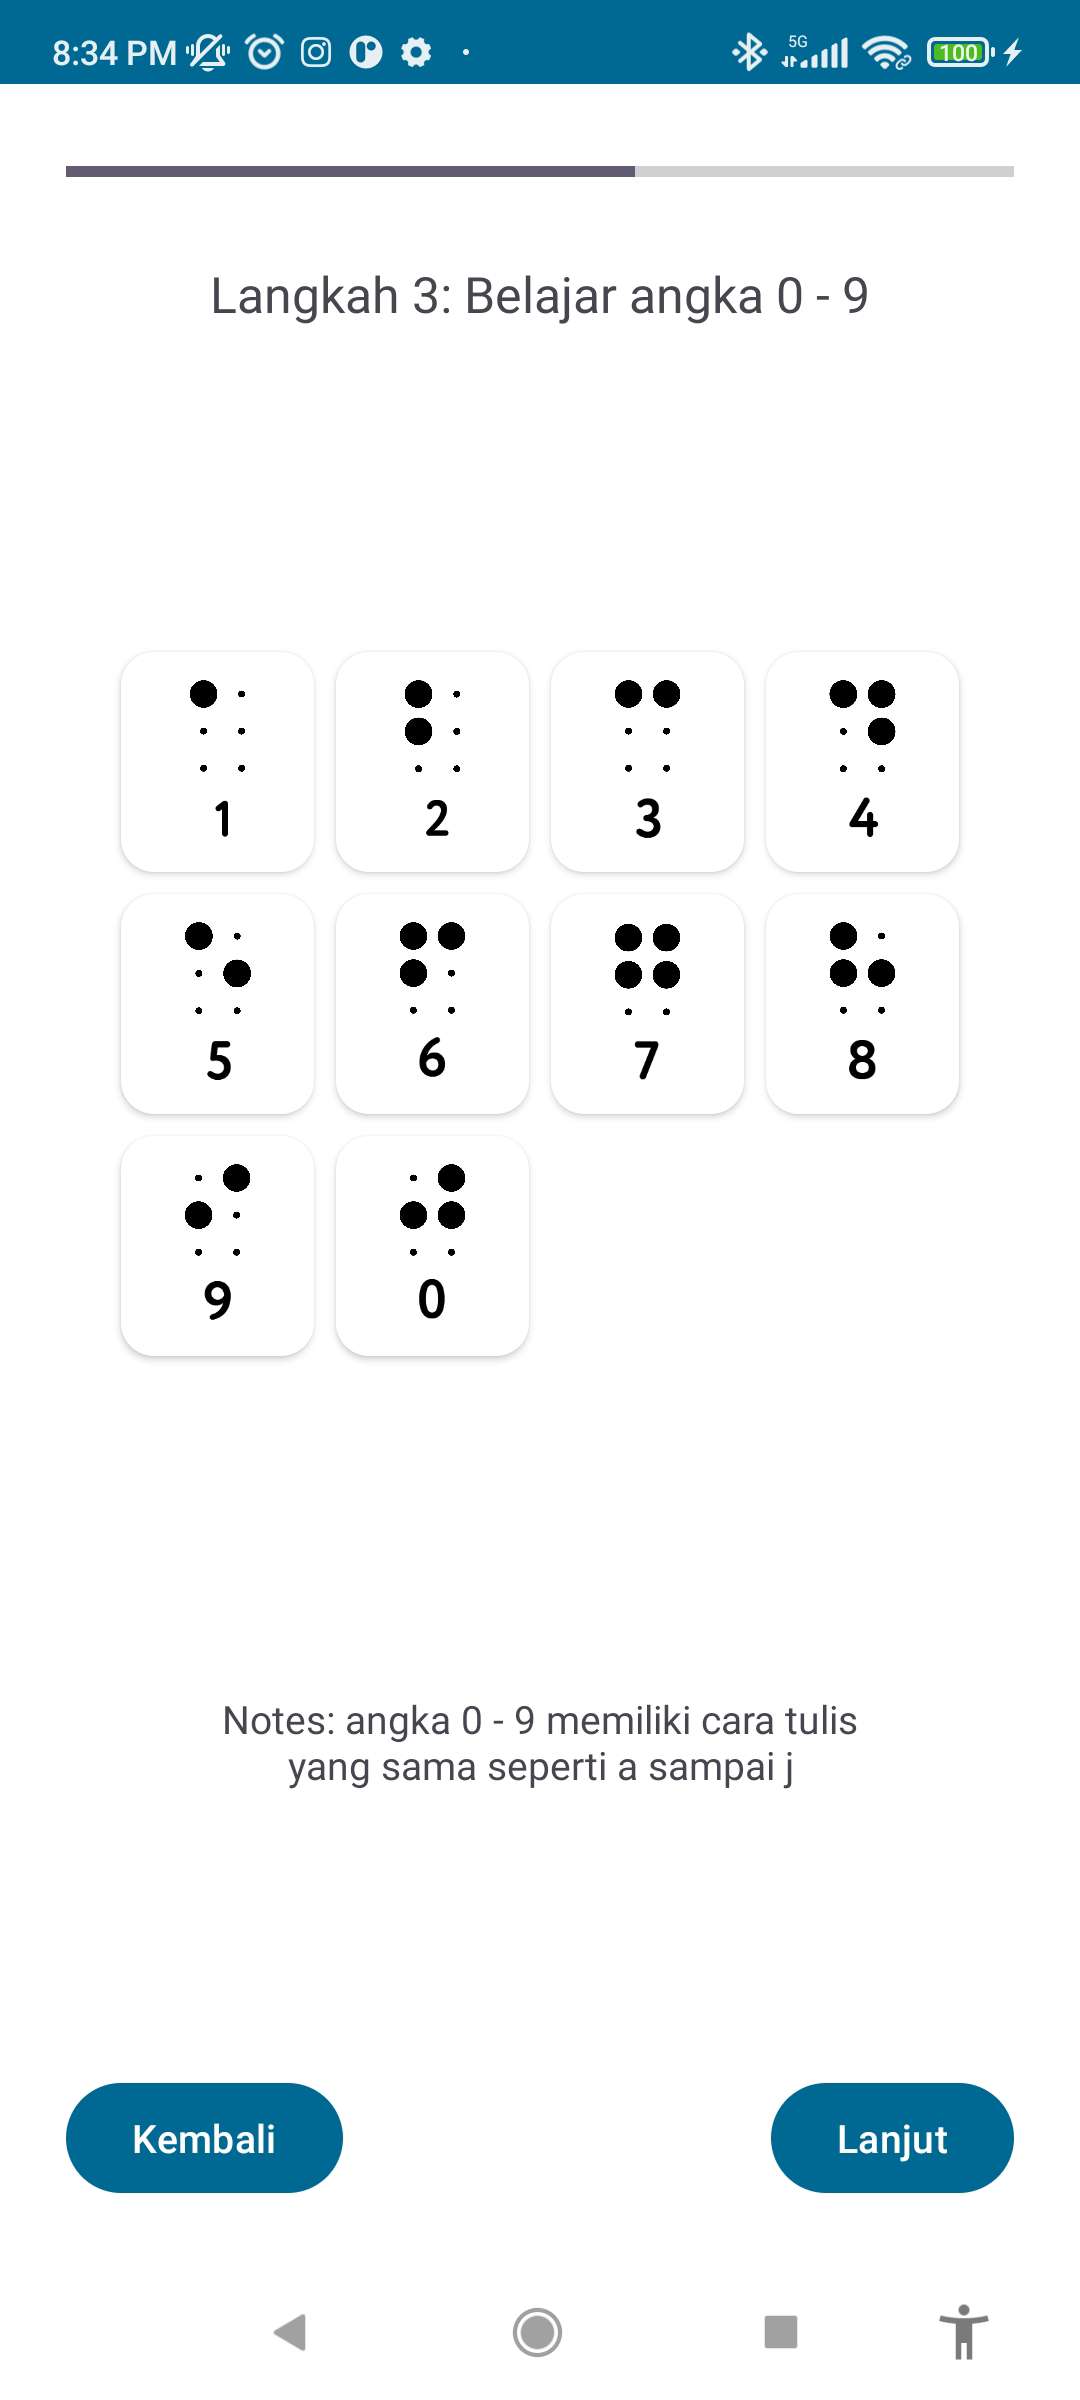 8:34 PM
5G
100
Langkah 3: Belajar angka 0 - 9
1 2 3 4
5 6 7 8
9 0
Notes: angka 0 - 9 memiliki cara tulis
yang sama seperti a sampai j
Kembali
Lanjut